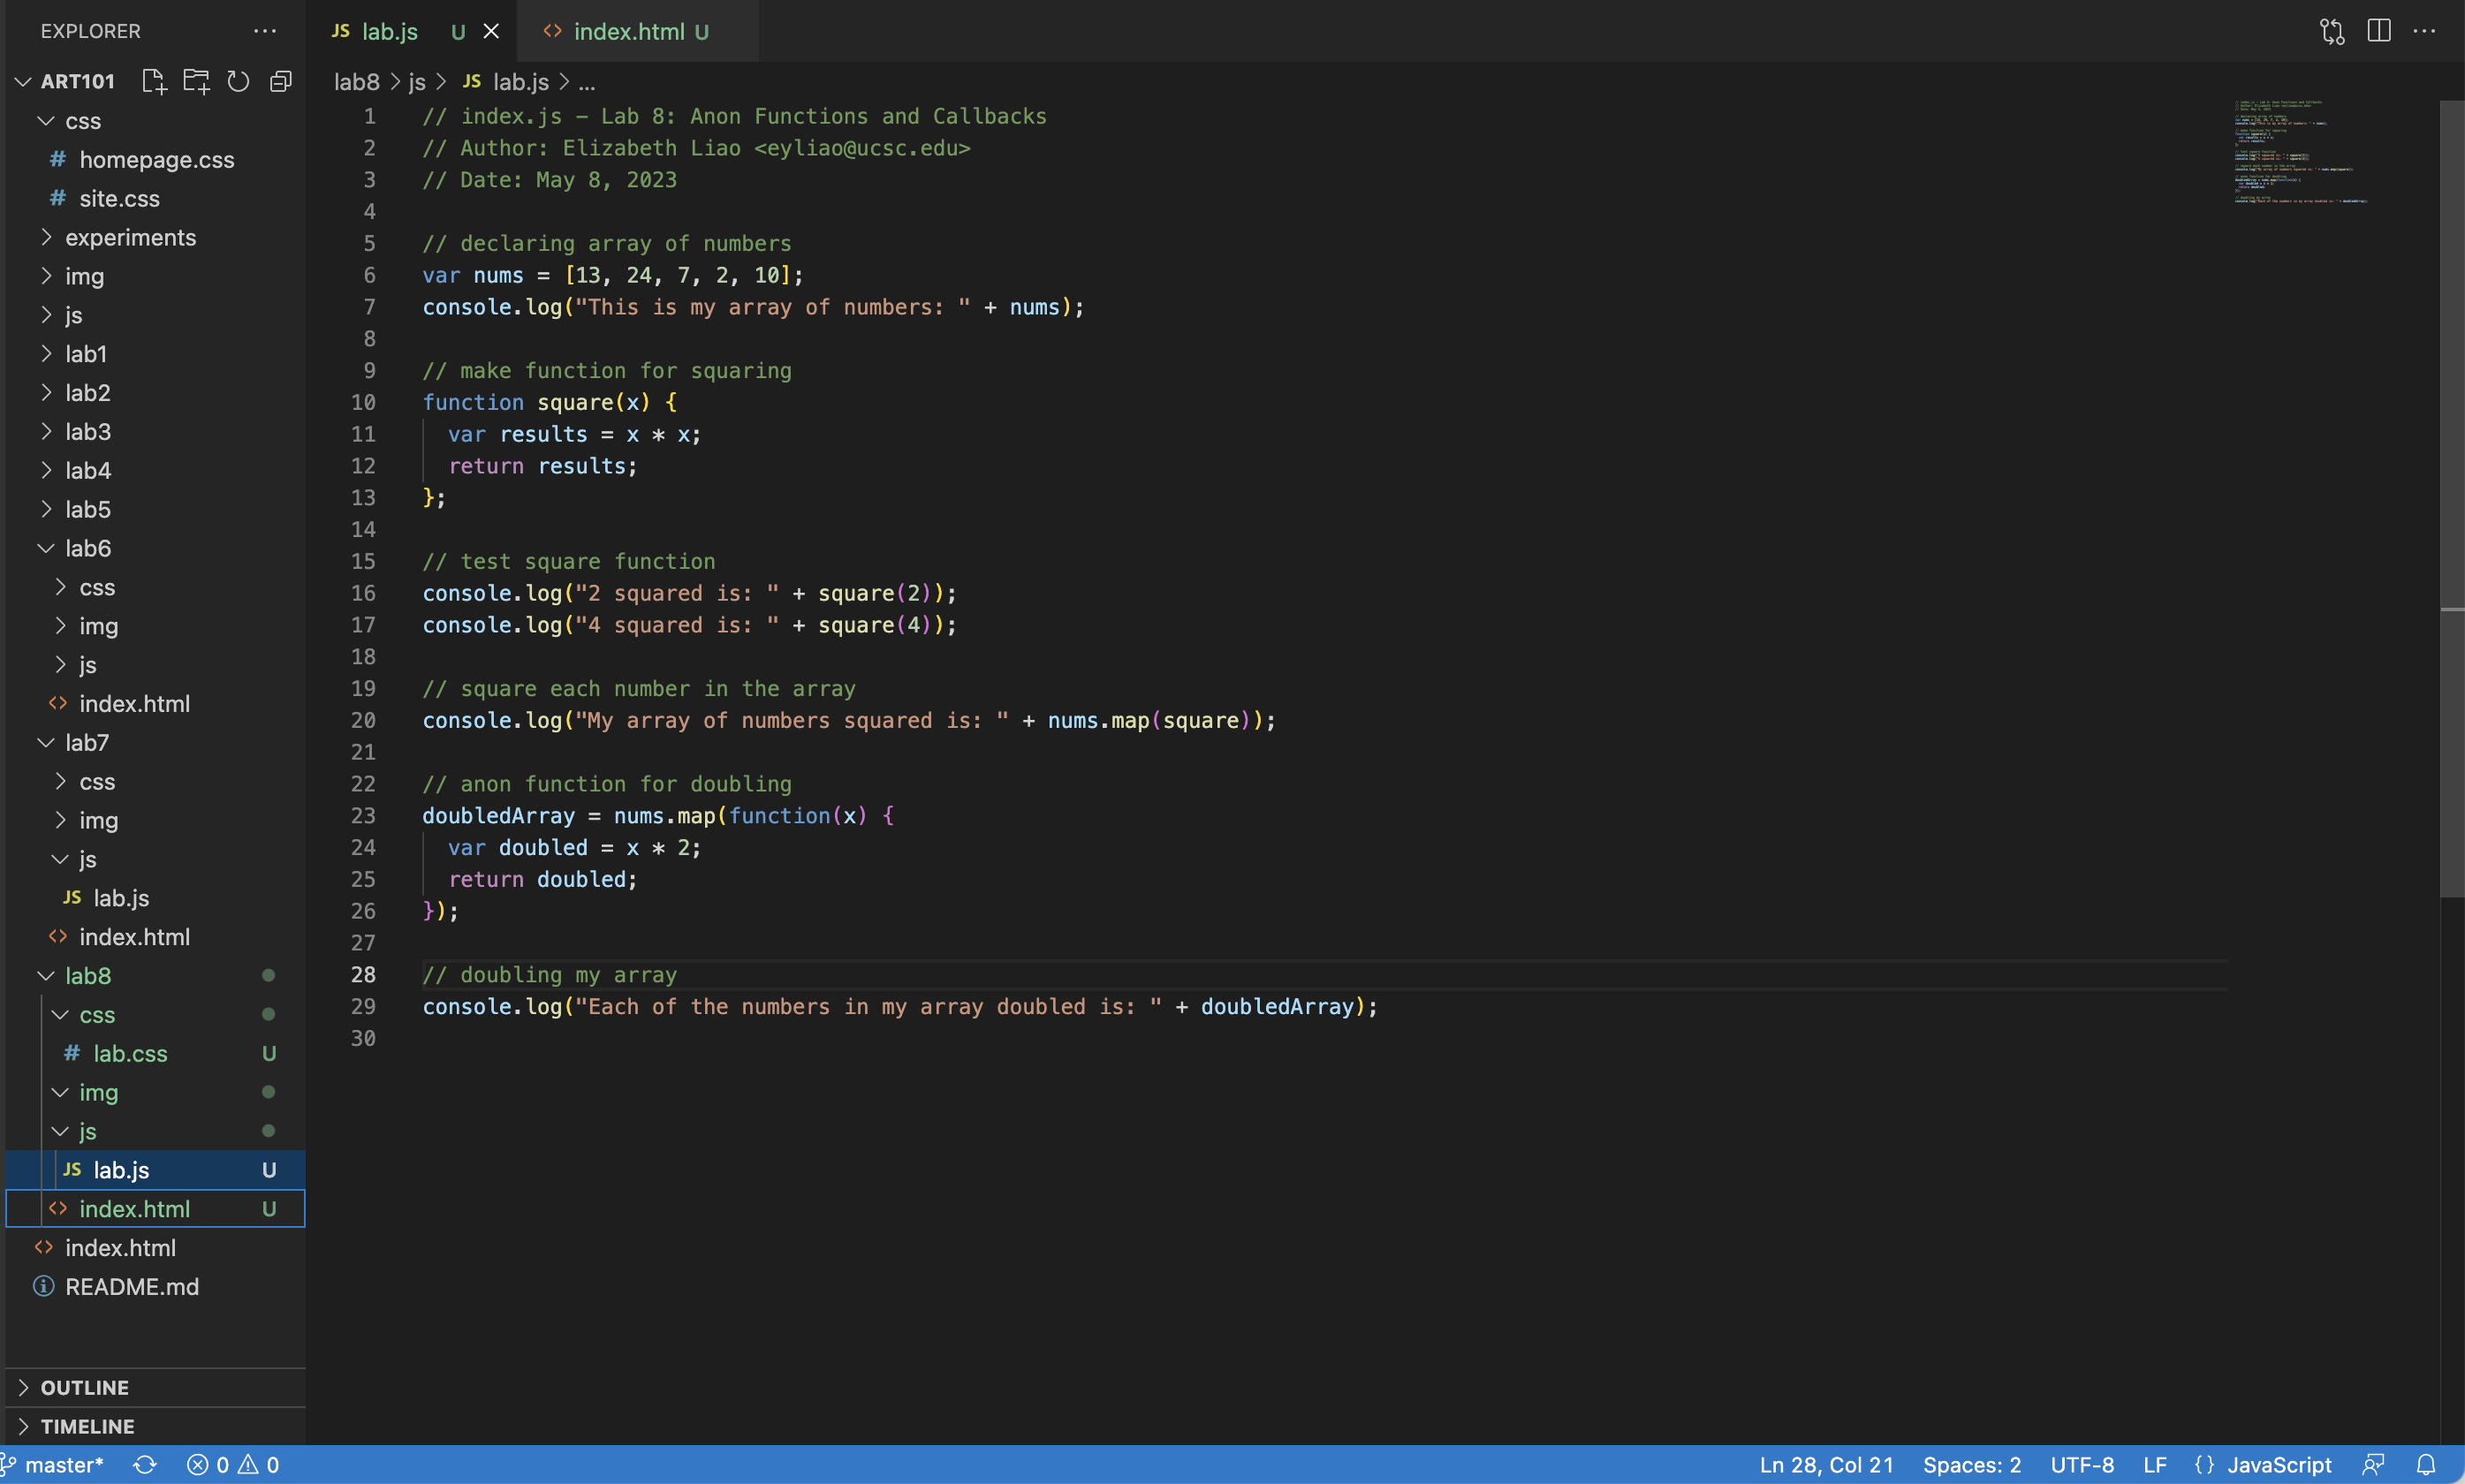 EXPLORER
ART101
css
# homepage.css
# site.css
experiments
img
js
lab1
lab2
lab3
lab4
lab5
lab6
css
img
js
<> index.html
lab7
css
img
js
JS lab.js
<> index.html
lab8
css
# lab.css U
img
js
JS lab.js U
<> index.html U
<> index.html
README.md
OUTLINE
TIMELINE
JS lab.js U
<> index.html U
lab8 > js > JS lab.js > ...
1 // index.js - Lab 8: Anon Functions and Callbacks
2 // Author: Elizabeth Liao <eyliao@ucsc.edu>
3 // Date: May 8, 2023
4
5 // declaring array of numbers
6 var nums = [13, 24, 7, 2, 10];
7 console.log("This is my array of numbers: " + nums);
8
9 // make function for squaring
10 function square(x) {
11 var results = x * x;
12 return results;
13 };
14
15 // test square function
16 console.log("2 squared is: " + square(2));
17 console.log("4 squared is: " + square(4));
18
19 // square each number in the array
20 console.log("My array of numbers squared is: " + nums.map(square));
21
22 // anon function for doubling
23 doubledArray = nums.map(function(x) {
24 var doubled = x * 2;
25 return doubled;
26 });
27
28 // doubling my array
29 console.log("Each of the numbers in my array doubled is: " + doubledArray);
30
master* 0 0
Ln 28, Col 21 Spaces: 2 UTF-8 LF {} JavaScript